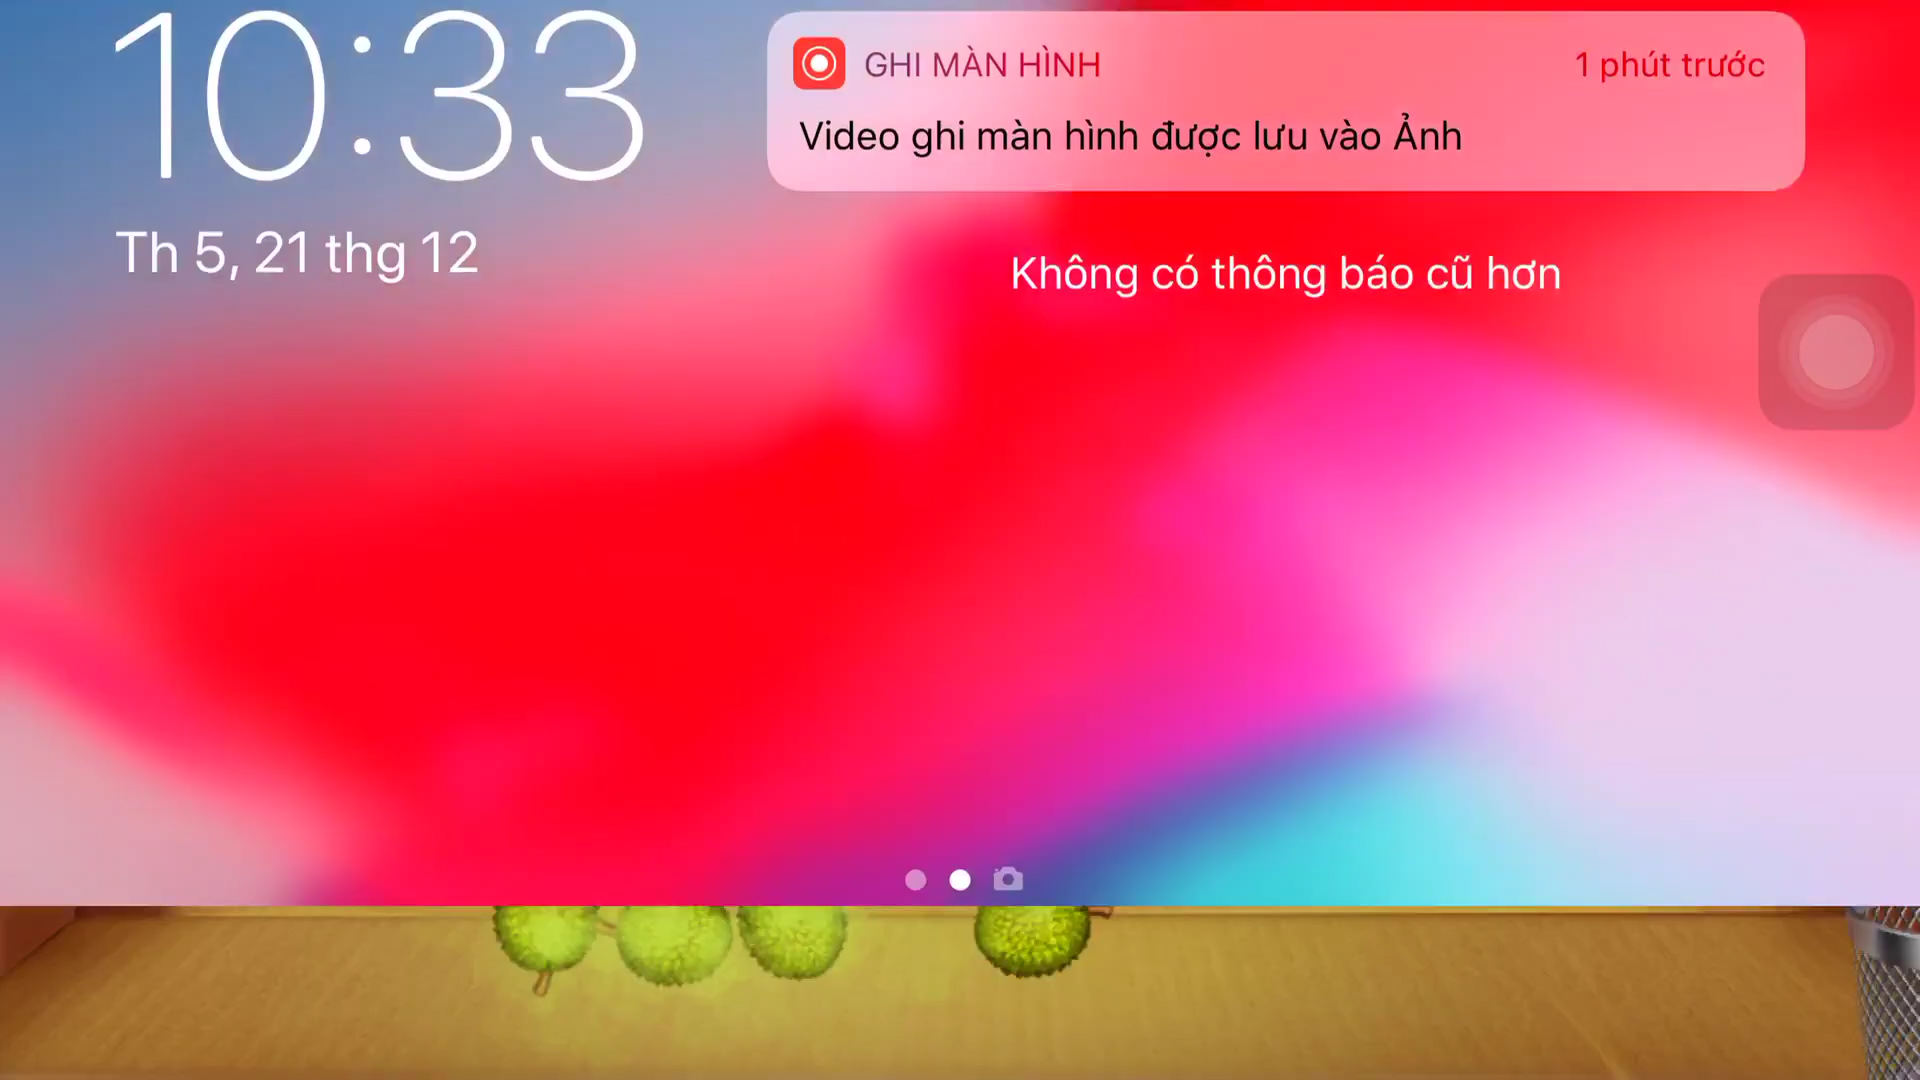 10:33
Th 5, 21 thg 12
GHI MÀN HÌNH
1 phút trước
Video ghi màn hình được lưu vào Ảnh
Không có thông báo cũ hơn